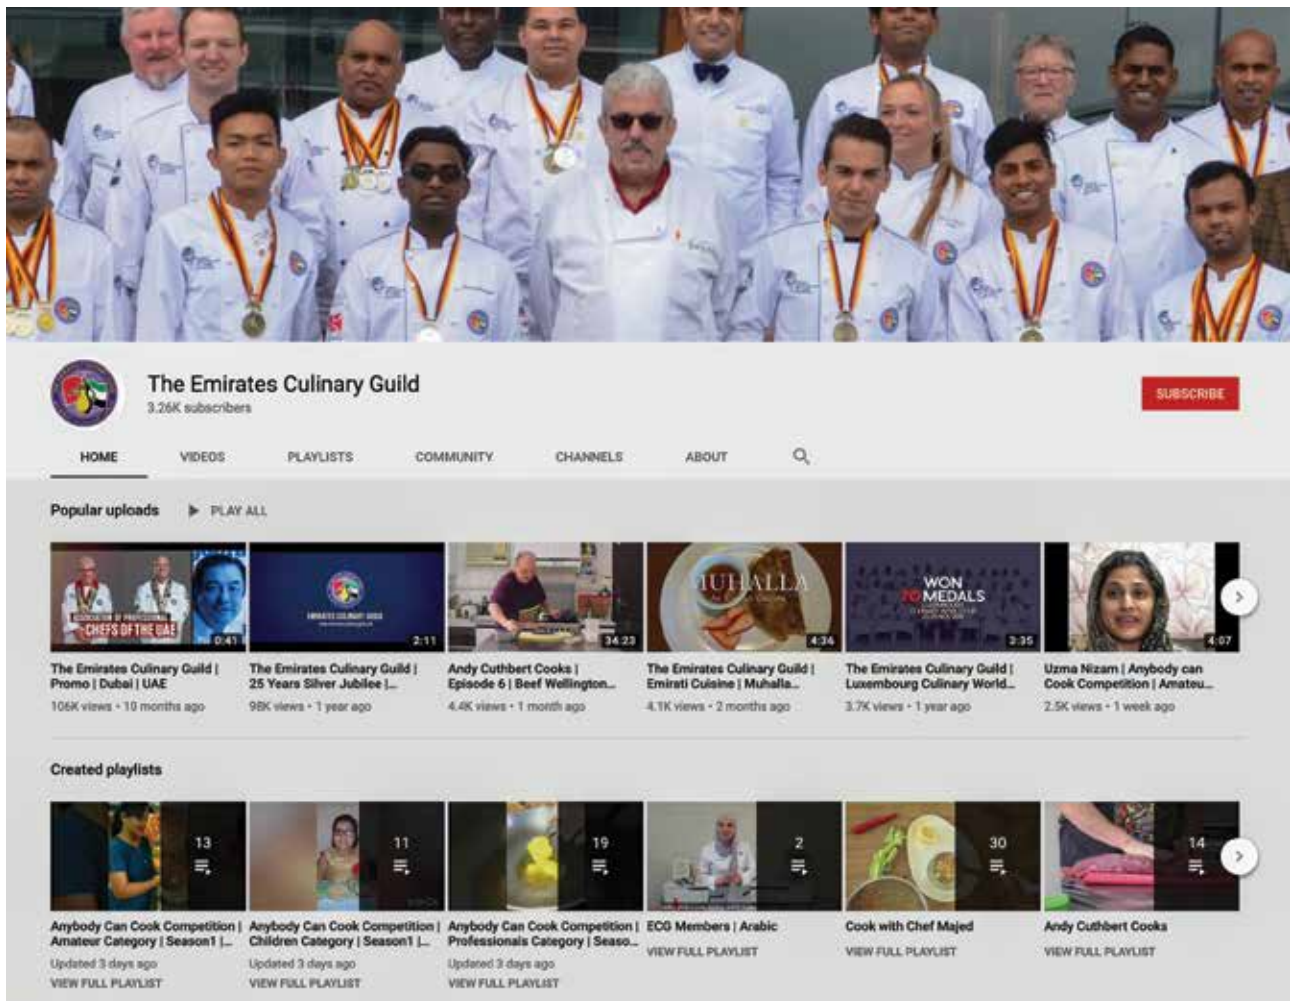 The Emirates Culinary Guild
3.26K subscribers
SUBSCRIBE
HOME VIDEOS PLAYLISTS COMMUNITY CHANNELS ABOUT
Popular uploads PLAY ALL
ASSOCIATION OF PROFESSIONAL
CHEFS OF THE UAE
0:41
EMIRATES CULINARY GUILD
2:11
34:23
MUHALLA
4:36
WON
70 MEDALS
3:35
4:07
The Emirates Culinary Guild |
Promo | Dubai | UAE
106K views • 10 months ago
The Emirates Culinary Guild |
25 Years Silver Jubilee |...
98K views • 1 year ago
Andy Cuthbert Cooks |
Episode 6 | Beef Wellington...
4.4K views • 1 month ago
The Emirates Culinary Guild |
Emirati Cuisine | Muhalla...
4.1K views • 2 months ago
The Emirates Culinary Guild |
Luxembourg Culinary World...
3.7K views • 1 year ago
Uzma Nizam | Anybody can
Cook Competition | Amateu...
2.5K views • 1 week ago
Created playlists
13
11
19
2
30
14
Anybody Can Cook Competition |
Amateur Category | Season1 |...
Updated 3 days ago
VIEW FULL PLAYLIST
Anybody Can Cook Competition |
Children Category | Season1 |...
Updated 3 days ago
VIEW FULL PLAYLIST
Anybody Can Cook Competition |
Professionals Category | Seaso...
Updated 3 days ago
VIEW FULL PLAYLIST
ECG Members | Arabic
VIEW FULL PLAYLIST
Cook with Chef Majed
VIEW FULL PLAYLIST
Andy Cuthbert Cooks
VIEW FULL PLAYLIST